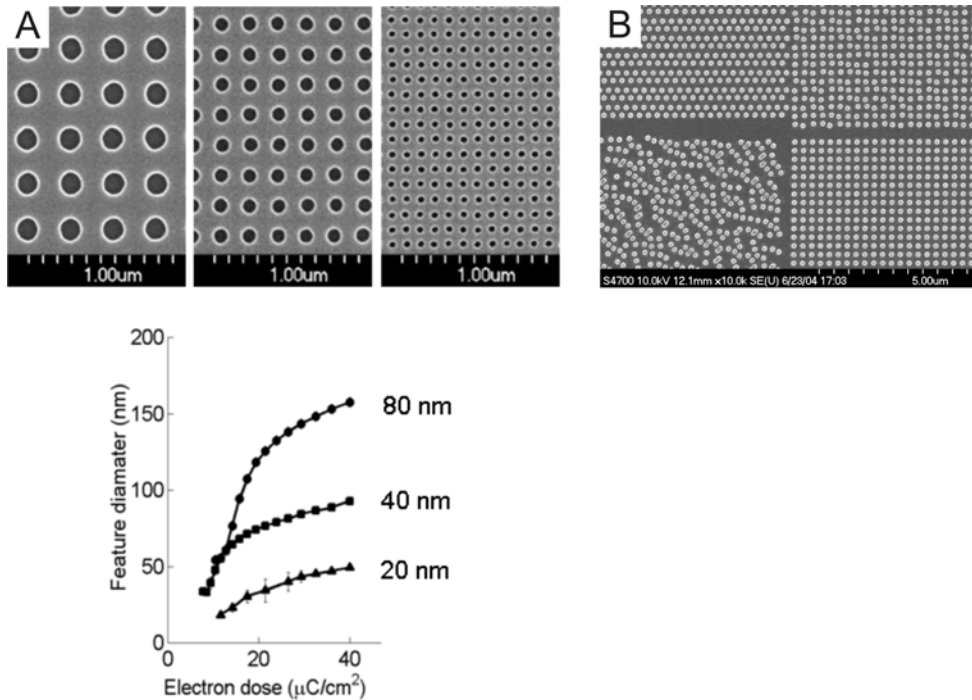 A
1.00um
1.00um
1.00um
B
S4700 10.0kV 12.1mm x10.0k SE(U) 6/23/04 17:03 5.00um
200
150
100
50
0
Feature diamater (nm)
80 nm
40 nm
20 nm
0 20 40
Electron dose (μC/cm²)